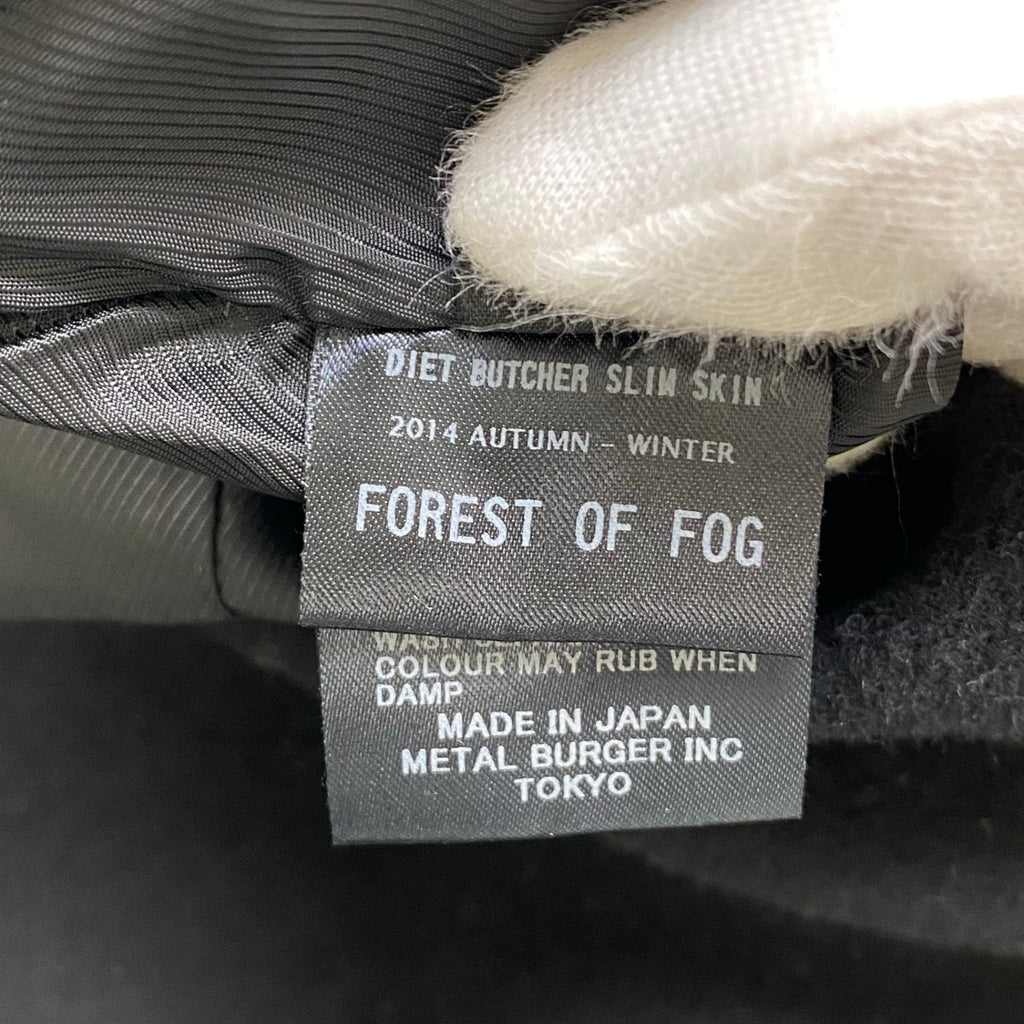 DIET BUTCHER SLIM SKIN
2014 AUTUMN – WINTER
FOREST OF FOG
COLOUR MAY RUB WHEN
DAMP
MADE IN JAPAN
METAL BURGER INC
TOKYO